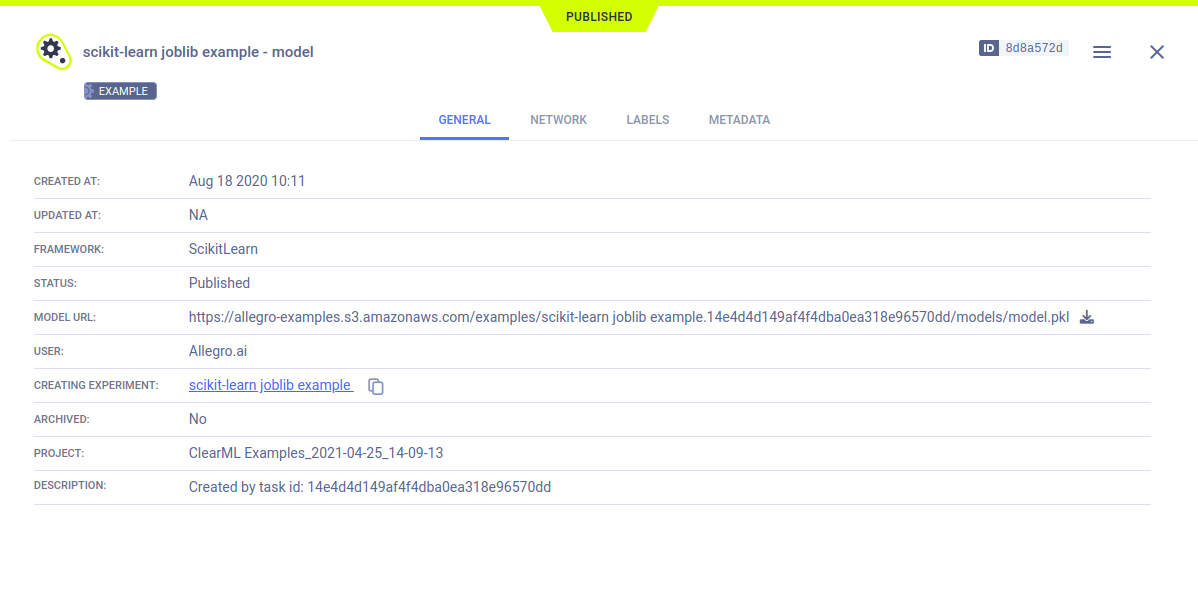 PUBLISHED
scikit-learn joblib example - model
ID 8d8a572d
EXAMPLE
GENERAL NETWORK LABELS METADATA
CREATED AT: Aug 18 2020 10:11
UPDATED AT: NA
FRAMEWORK: ScikitLearn
STATUS: Published
MODEL URL: https://allegro-examples.s3.amazonaws.com/examples/scikit-learn joblib example.14e4d4d149af4f4dba0ea318e96570dd/models/model.pkl
USER: Allegro.ai
CREATING EXPERIMENT: scikit-learn joblib example
ARCHIVED: No
PROJECT: ClearML Examples_2021-04-25_14-09-13
DESCRIPTION: Created by task id: 14e4d4d149af4f4dba0ea318e96570dd